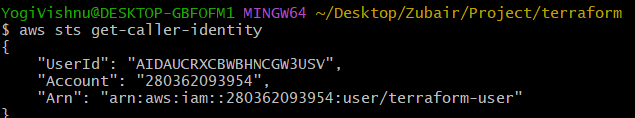 YogiVishnu@DESKTOP-GBFOFM1 MINGW64 ~/Desktop/Zubair/Project/terraform
$ aws sts get-caller-identity
{
    "UserId": "AIDAUCRXCBWBHNCGW3USV",
    "Account": "280362093954",
    "Arn": "arn:aws:iam::280362093954:user/terraform-user"
}